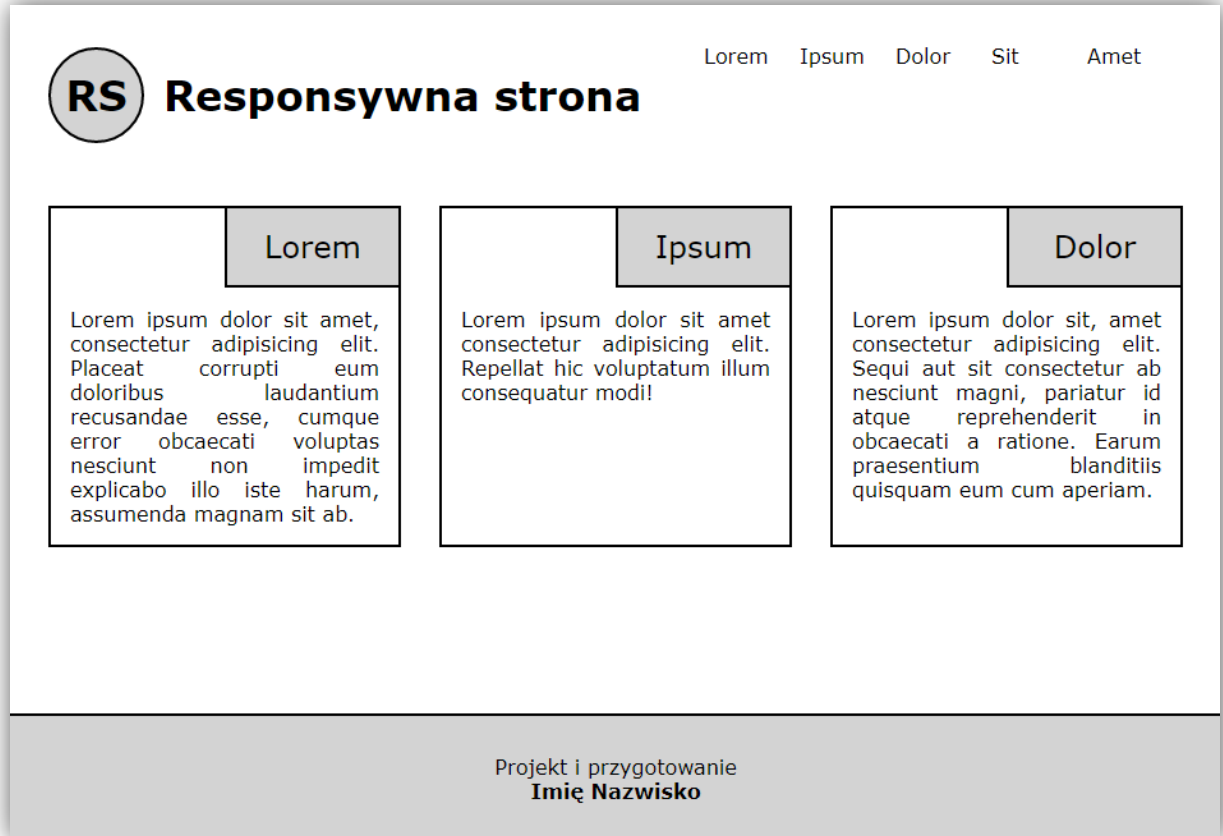 Lorem Ipsum Dolor Sit Amet
RS Responsywna strona
Lorem
Lorem ipsum dolor sit amet,
consectetur adipisicing elit.
Placeat corrupti eum
doloribus laudantium
recusandae esse, cumque
error obcaecati voluptas
nesciunt non impedit
explicabo illo iste harum,
assumenda magnam sit ab.
Ipsum
Lorem ipsum dolor sit amet
consectetur adipisicing elit.
Repellat hic voluptatum illum
consequatur modi!
Dolor
Lorem ipsum dolor sit, amet
consectetur adipisicing elit.
Sequi aut sit consectetur ab
nesciunt magni, pariatur id
atque reprehenderit in
obcaecati a ratione. Earum
praesentium blanditiis
quisquam eum cum aperiam.
Projekt i przygotowanie
Imię Nazwisko